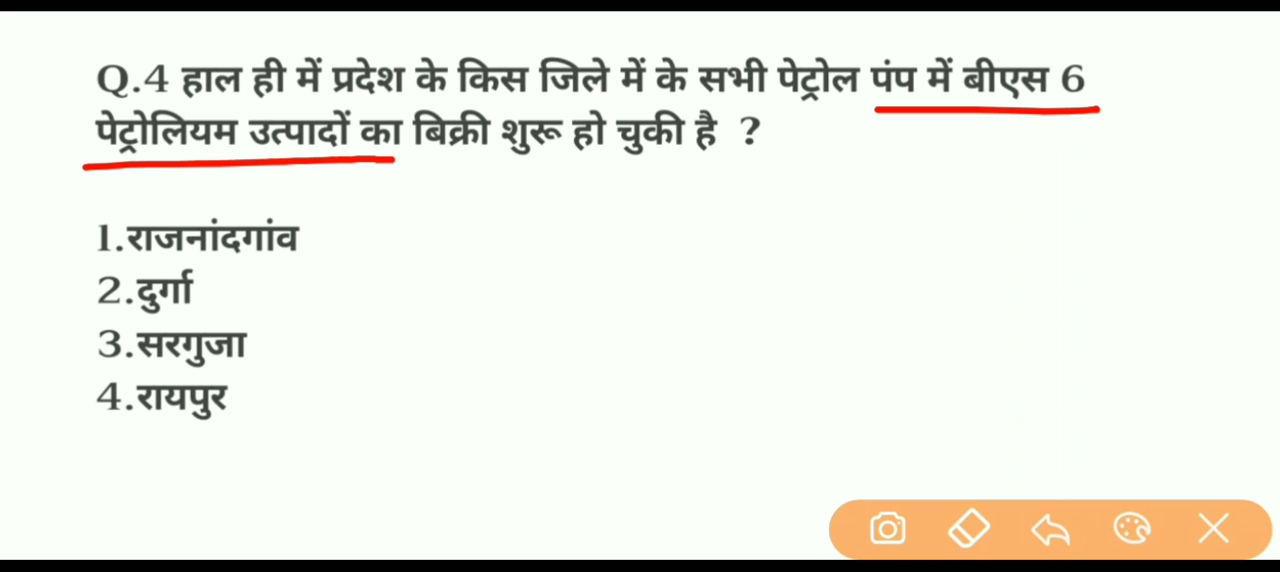 Q.4 हाल ही में प्रदेश के किस जिले में के सभी पेट्रोल पंप में बीएस 6
पेट्रोलियम उत्पादों का बिक्री शुरू हो चुकी है ?
1.राजनांदगांव
2.दुर्गा
3.सरगुजा
4.रायपुर